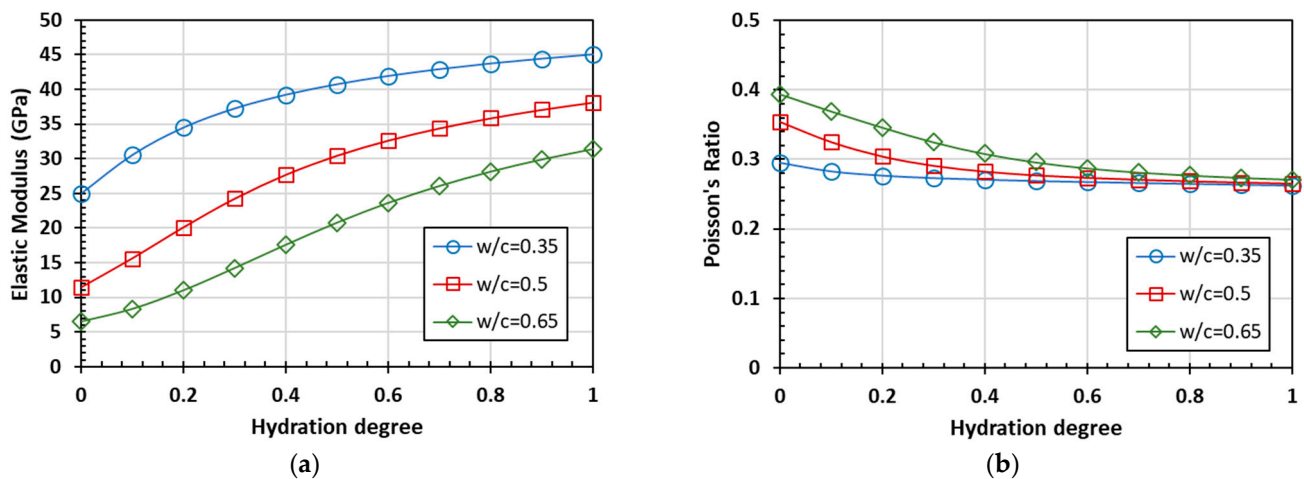 50
45
40
35
30
25
20
15
10
5
0
Elastic Modulus (GPa)
w/c=0.35
w/c=0.5
w/c=0.65
0 0.2 0.4 0.6 0.8 1
Hydration degree
(a)
0.5
0.4
0.3
0.2
0.1
0
Poisson's Ratio
w/c=0.35
w/c=0.5
w/c=0.65
0 0.2 0.4 0.6 0.8 1
Hydration degree
(b)